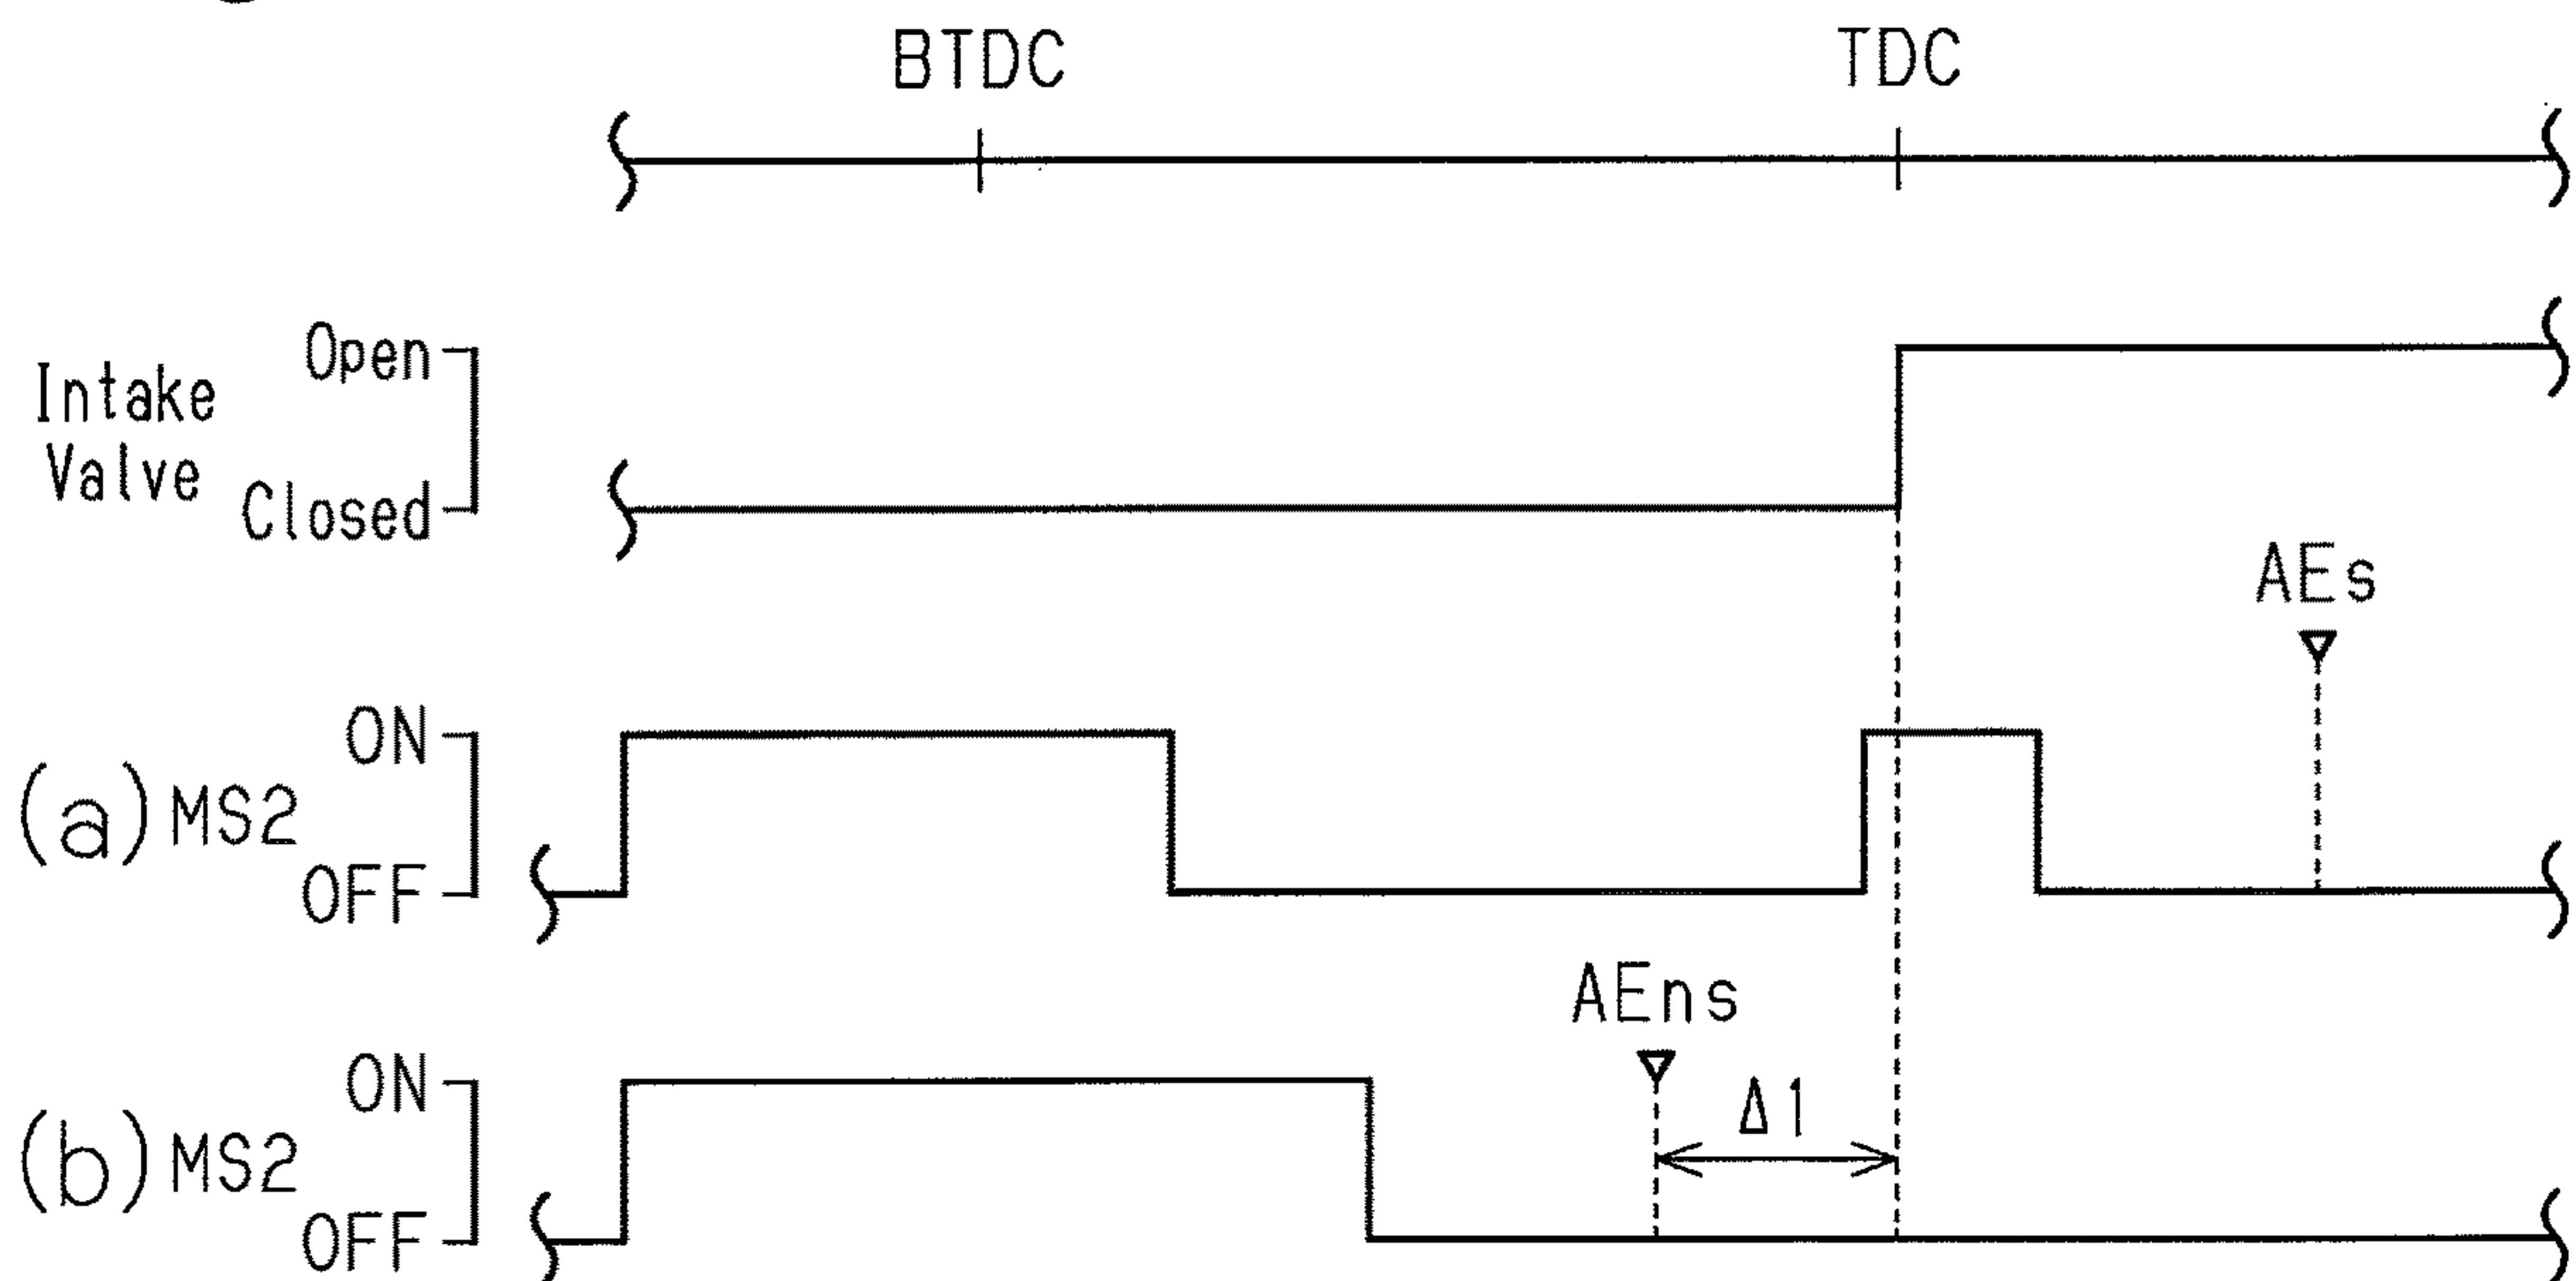 BTDC TDC
Open
Intake
Valve
Closed
AEs
ON
(a) MS2
OFF
AEns
ON
Δ1
(b) MS2
OFF